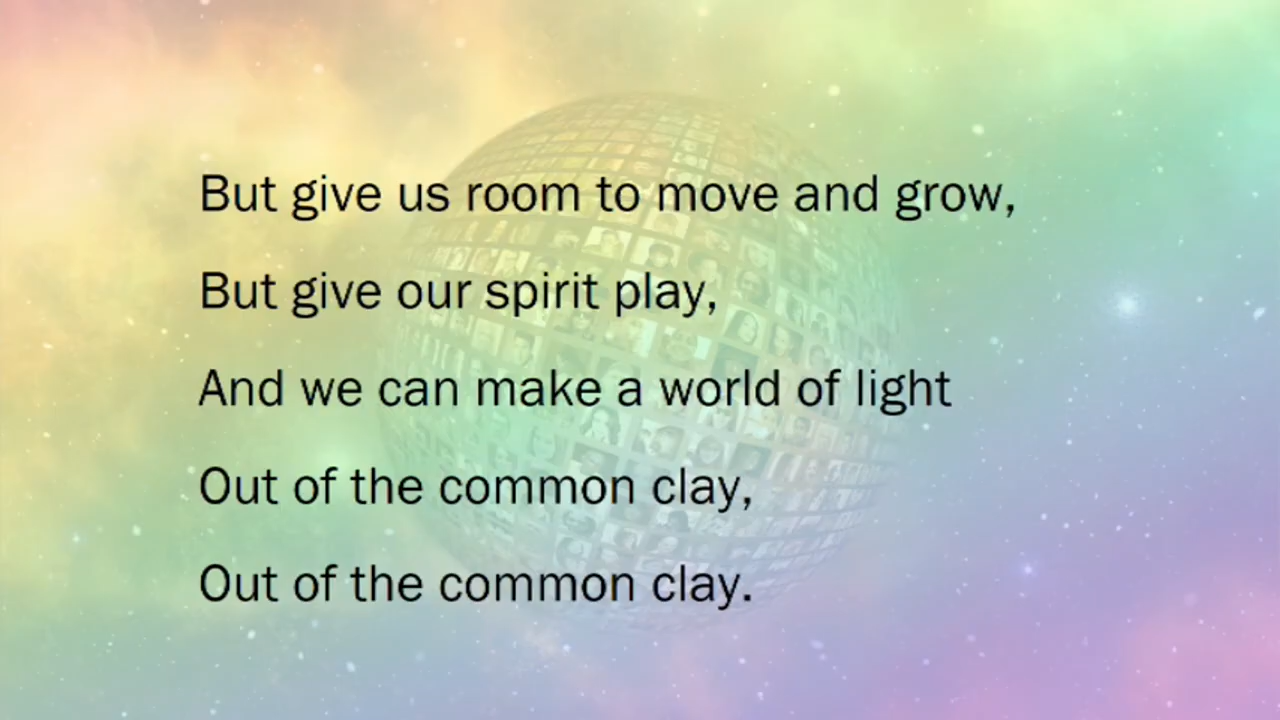 But give us room to move and grow,
But give our spirit play,
And we can make a world of light
Out of the common clay,
Out of the common clay.